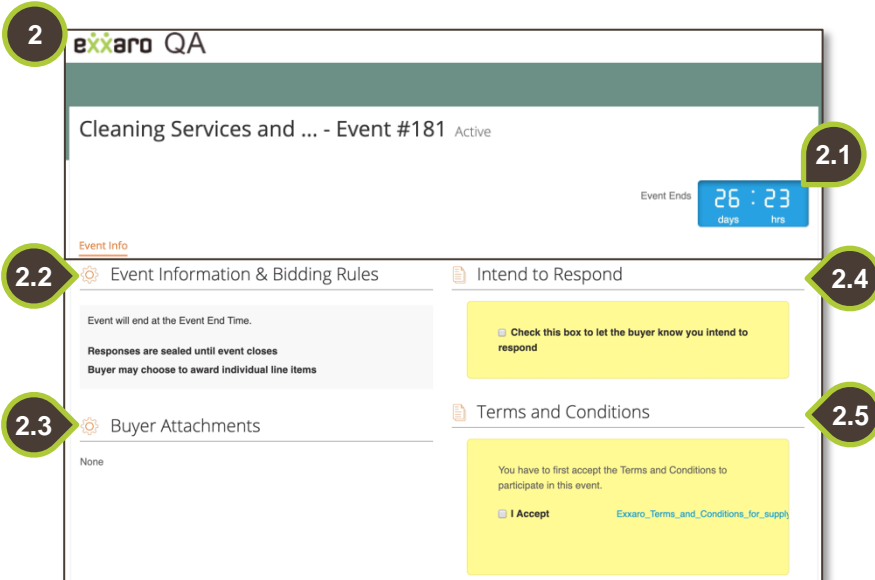 2
exxaro QA
Cleaning Services and ... - Event #181 Active
2.1
Event Ends
26 : 23
days hrs
Event Info
2.2
Event Information & Bidding Rules
Event will end at the Event End Time.
Responses are sealed until event closes
Buyer may choose to award individual line items
2.3
Buyer Attachments
None
Intend to Respond
2.4
Check this box to let the buyer know you intend to
respond
Terms and Conditions
2.5
You have to first accept the Terms and Conditions to
participate in this event.
I Accept Exxaro_Terms_and_Conditions_for_supply